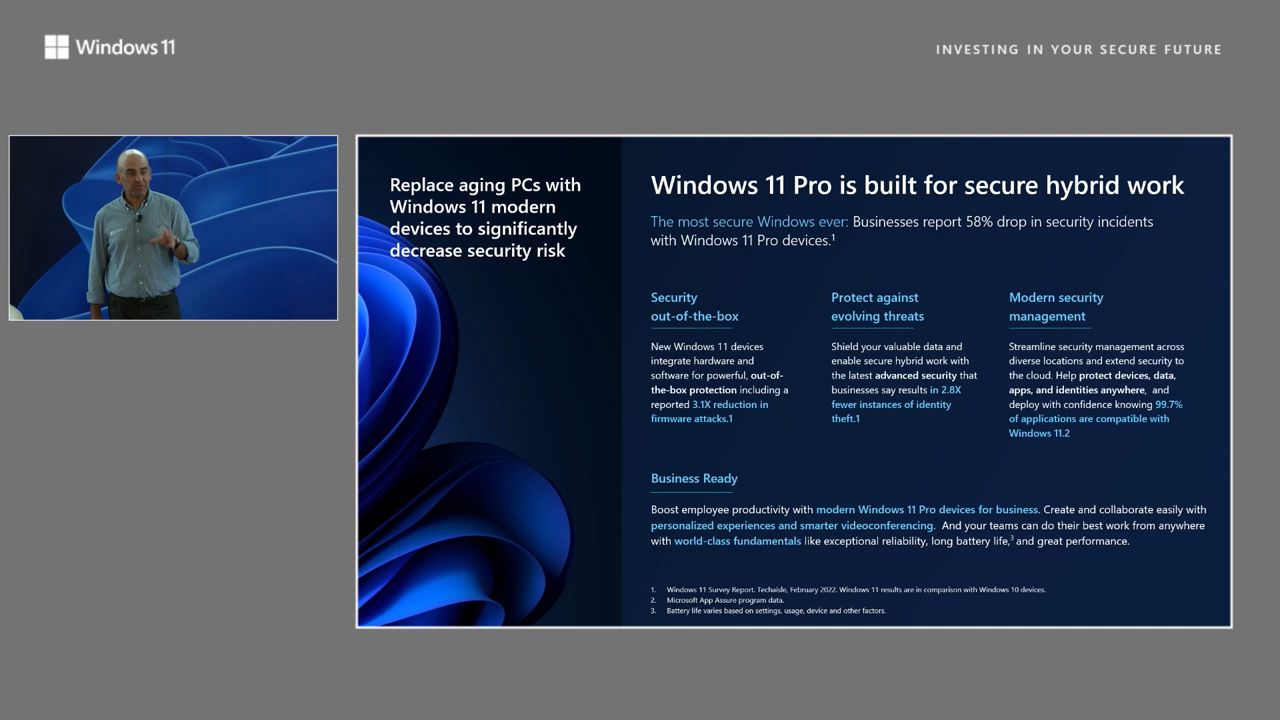 Windows 11
INVESTING IN YOUR SECURE FUTURE
Replace aging PCs with
Windows 11 modern
devices to significantly
decrease security risk
Windows 11 Pro is built for secure hybrid work
The most secure Windows ever: Businesses report 58% drop in security incidents
with Windows 11 Pro devices.¹
Security
out-of-the-box
New Windows 11 devices
integrate hardware and
software for powerful, out-of-
the-box protection including a
reported 3.1X reduction in
firmware attacks.1
Protect against
evolving threats
Shield your valuable data and
enable secure hybrid work with
the latest advanced security that
businesses say results in 2.8X
fewer instances of identity
theft.1
Modern security
management
Streamline security management across
diverse locations and extend security to
the cloud. Help protect devices, data,
apps, and identities anywhere, and
deploy with confidence knowing 99.7%
of applications are compatible with
Windows 11.2
Business Ready
Boost employee productivity with modern Windows 11 Pro devices for business. Create and collaborate easily with
personalized experiences and smarter videoconferencing. And your teams can do their best work from anywhere
with world-class fundamentals like exceptional reliability, long battery life,³ and great performance.
1. Windows 11 Survey Report. Techaisle, February 2022. Windows 11 results are in comparison with Windows 10 devices.
2. Microsoft App Assure program data.
3. Battery life varies based on settings, usage, device and other factors.